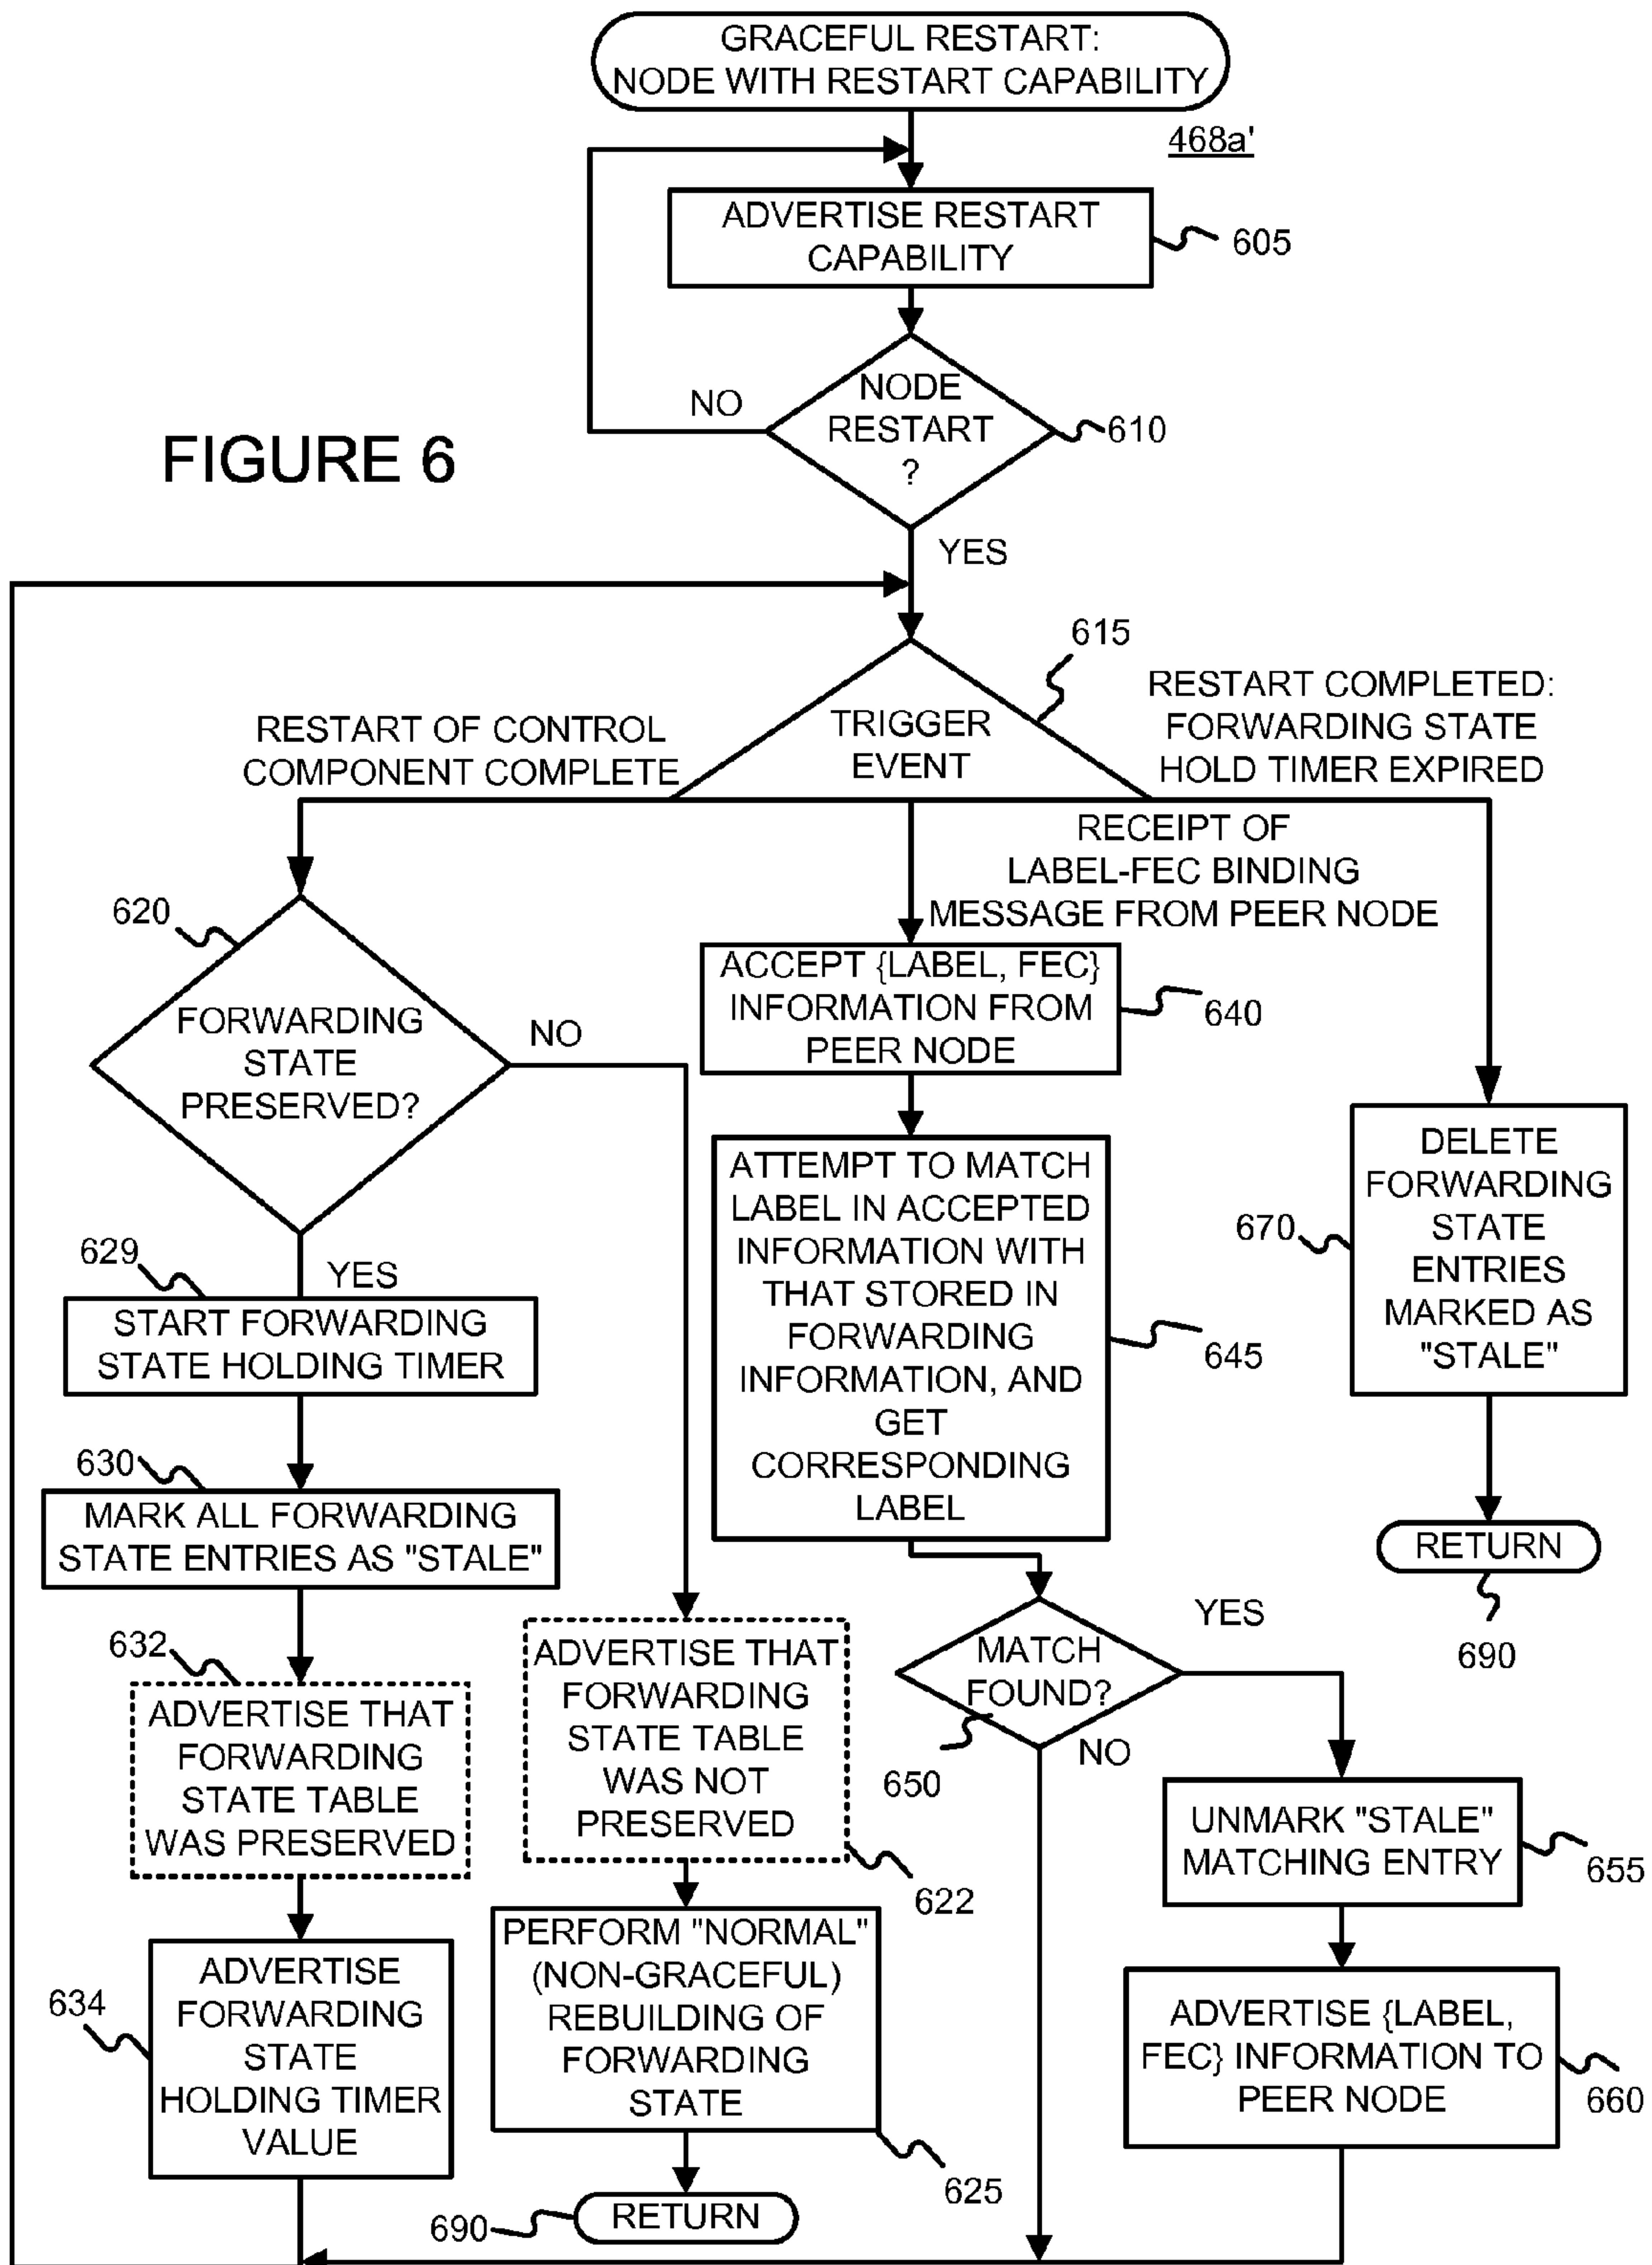 GRACEFUL RESTART:
NODE WITH RESTART CAPABILITY
468a'
ADVERTISE RESTART
CAPABILITY
605
NODE
RESTART
?
NO
610
FIGURE 6
YES
615
TRIGGER
EVENT
RESTART OF CONTROL
COMPONENT COMPLETE
RESTART COMPLETED:
FORWARDING STATE
HOLD TIMER EXPIRED
RECEIPT OF
LABEL-FEC BINDING
MESSAGE FROM PEER NODE
620
FORWARDING
STATE
PRESERVED?
NO
YES
629
START FORWARDING
STATE HOLDING TIMER
630
MARK ALL FORWARDING
STATE ENTRIES AS "STALE"
632
ADVERTISE THAT
FORWARDING
STATE TABLE
WAS PRESERVED
634
ADVERTISE
FORWARDING
STATE
HOLDING TIMER
VALUE
ADVERTISE THAT
FORWARDING
STATE TABLE
WAS NOT
PRESERVED
622
PERFORM "NORMAL"
(NON-GRACEFUL)
REBUILDING OF
FORWARDING
STATE
625
690
RETURN
ACCEPT {LABEL, FEC}
INFORMATION FROM
PEER NODE
640
ATTEMPT TO MATCH
LABEL IN ACCEPTED
INFORMATION WITH
THAT STORED IN
FORWARDING
INFORMATION, AND
GET
CORRESPONDING
LABEL
645
MATCH
FOUND?
650
YES
NO
UNMARK "STALE"
MATCHING ENTRY
655
ADVERTISE {LABEL,
FEC} INFORMATION TO
PEER NODE
660
DELETE
FORWARDING
STATE
ENTRIES
MARKED AS
"STALE"
670
RETURN
690